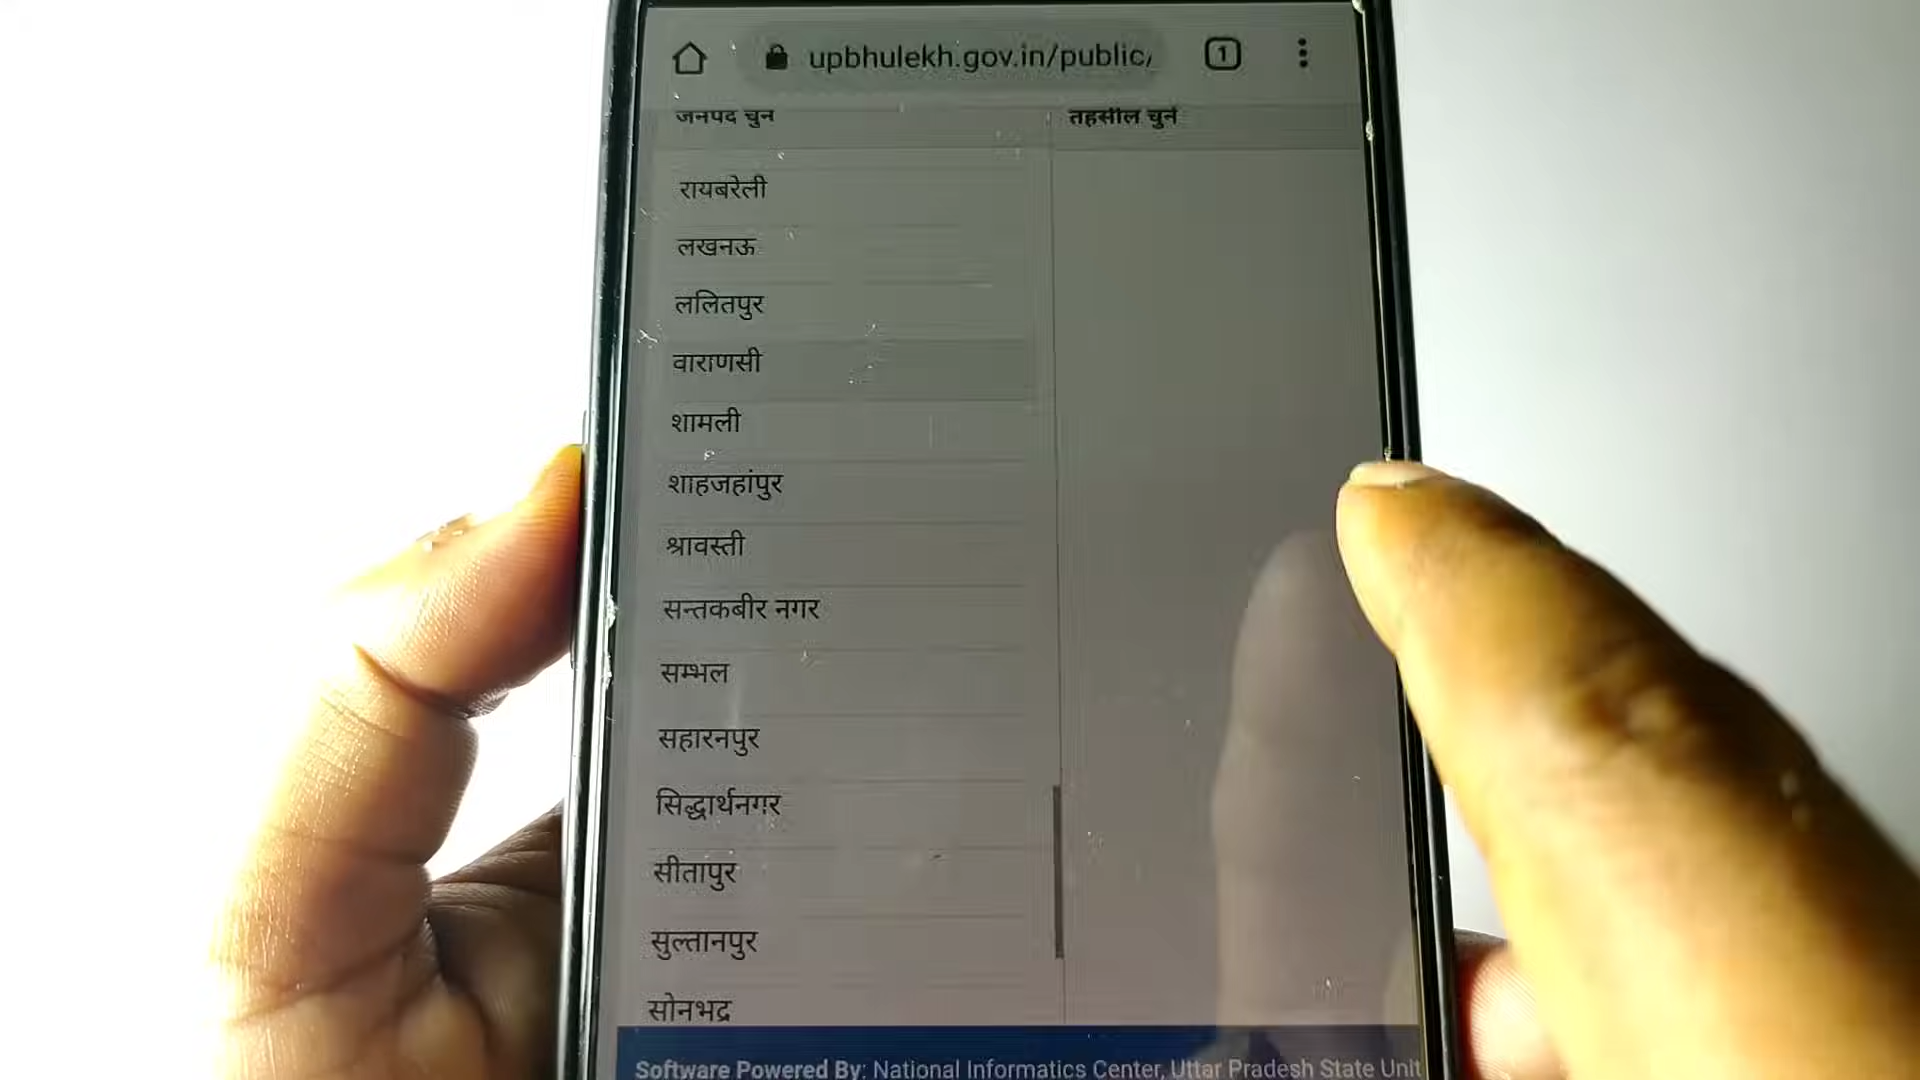 upbhulekh.gov.in/public/
1
जनपद चुनें
तहसील चुनें
रायबरेली
लखनऊ
ललितपुर
वाराणसी
शामली
शाहजहांपुर
श्रावस्ती
सन्तकबीर नगर
सम्भल
सहारनपुर
सिद्धार्थनगर
सीतापुर
सुल्तानपुर
सोनभद्र
Software Powered By: National Informatics Center, Uttar Pradesh State Unit